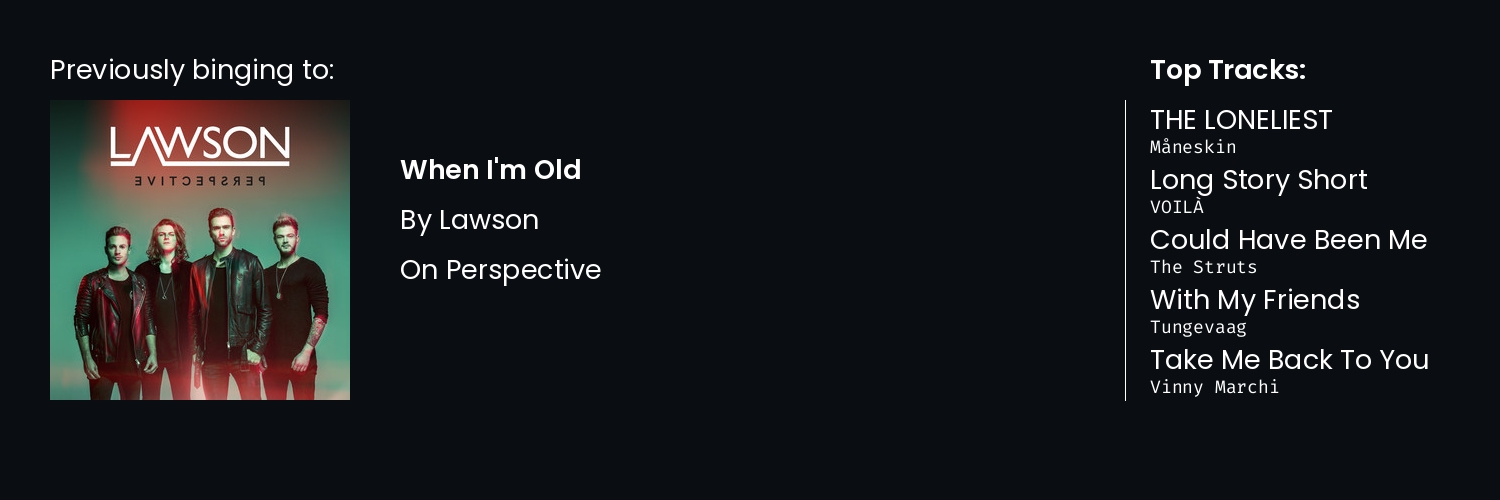 Previously binging to:
LAWSON
PERSPECTIVE
When I'm Old
By Lawson
On Perspective
Top Tracks:
THE LONELIEST
Måneskin
Long Story Short
VOILÀ
Could Have Been Me
The Struts
With My Friends
Tungevaag
Take Me Back To You
Vinny Marchi